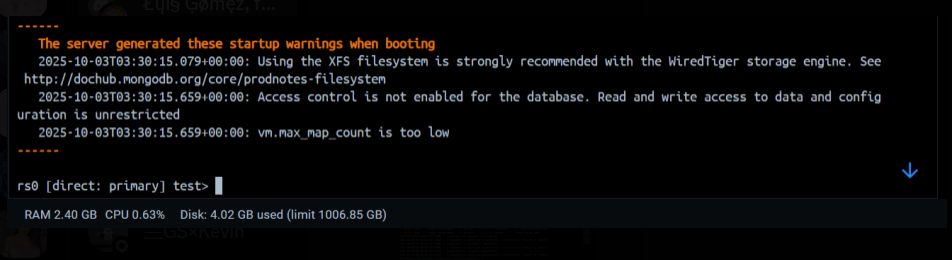 ------
The server generated these startup warnings when booting
2025-10-03T03:30:15.079+00:00: Using the XFS filesystem is strongly recommended with the WiredTiger storage engine. See
http://dochub.mongodb.org/core/prodnotes-filesystem
2025-10-03T03:30:15.659+00:00: Access control is not enabled for the database. Read and write access to data and config
uration is unrestricted
2025-10-03T03:30:15.659+00:00: vm.max_map_count is too low
------
rs0 [direct: primary] test>
RAM 2.40 GB CPU 0.63% Disk: 4.02 GB used (limit 1006.85 GB)